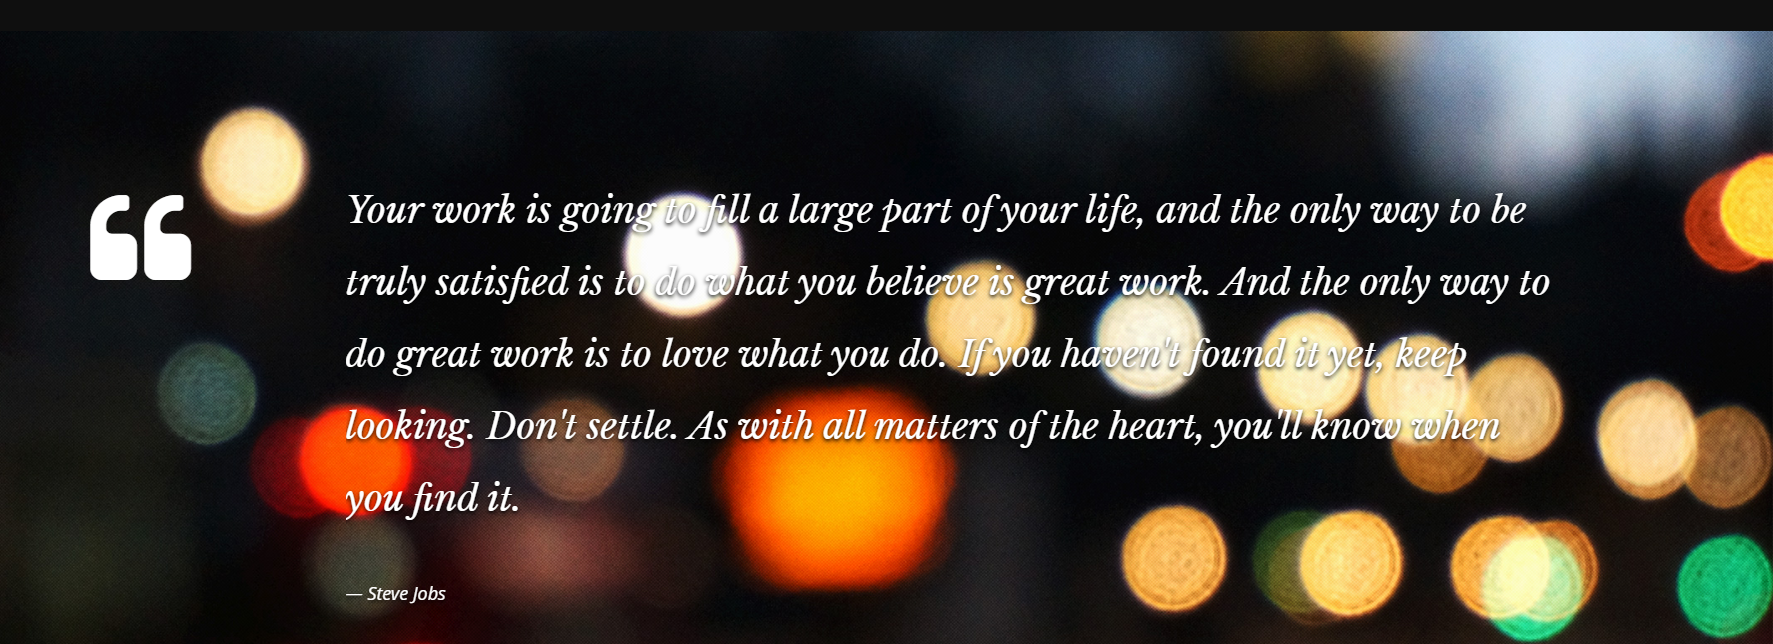 Your work is going to fill a large part of your life, and the only way to be
truly satisfied is to do what you believe is great work. And the only way to
do great work is to love what you do. If you haven't found it yet, keep
looking. Don't settle. As with all matters of the heart, you'll know when
you find it.
— Steve Jobs